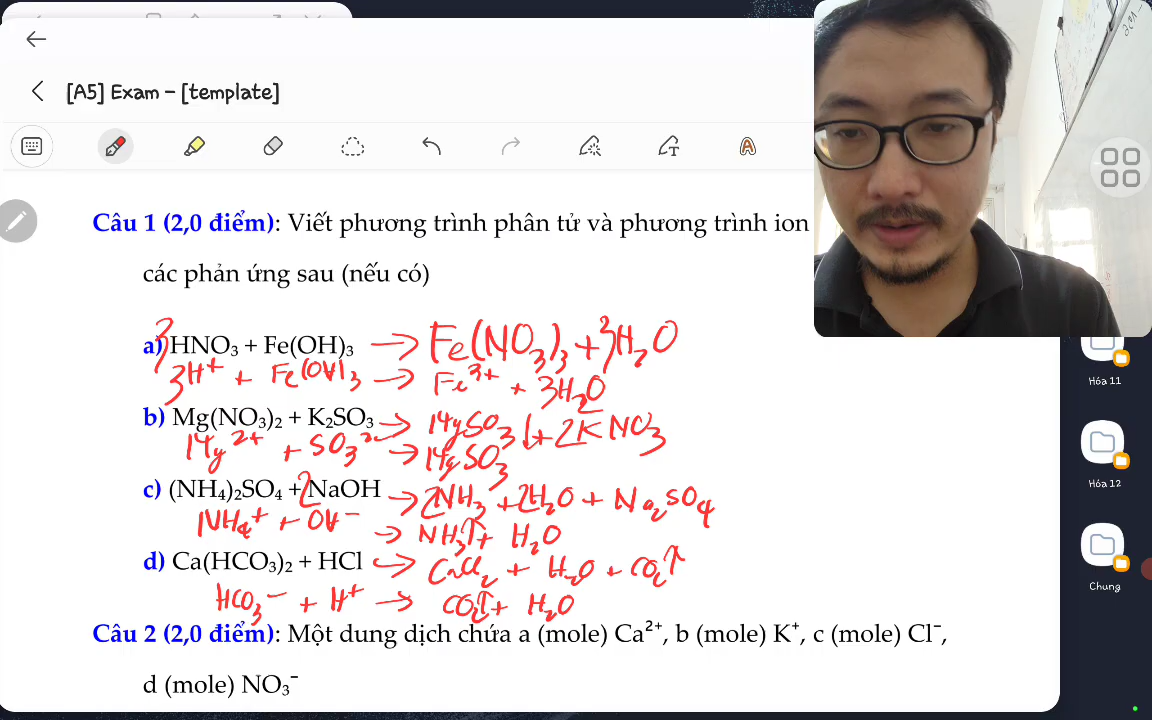 [A5] Exam – [template]
Câu 1 (2,0 điểm): Viết phương trình phân tử và phương trình ion
các phản ứng sau (nếu có)
a) 3HNO₃ + Fe(OH)₃ → Fe(NO₃)₃ + 3H₂O
3H⁺ + Fe(OH)₃ → Fe³⁺ + 3H₂O
b) Mg(NO₃)₂ + K₂SO₃ → MgSO₃↓ + 2KNO₃
Mg²⁺ + SO₃²⁻ → MgSO₃
c) (NH₄)₂SO₄ + 2NaOH → 2NH₃ + 2H₂O + Na₂SO₄
NH₄⁺ + OH⁻ → NH₃↑ + H₂O
d) Ca(HCO₃)₂ + HCl → CaCl₂ + H₂O + CO₂↑
HCO₃⁻ + H⁺ → CO₂↑ + H₂O
Câu 2 (2,0 điểm): Một dung dịch chứa a (mole) Ca²⁺, b (mole) K⁺, c (mole) Cl⁻,
d (mole) NO₃⁻
Hóa 11
Hóa 12
Chung